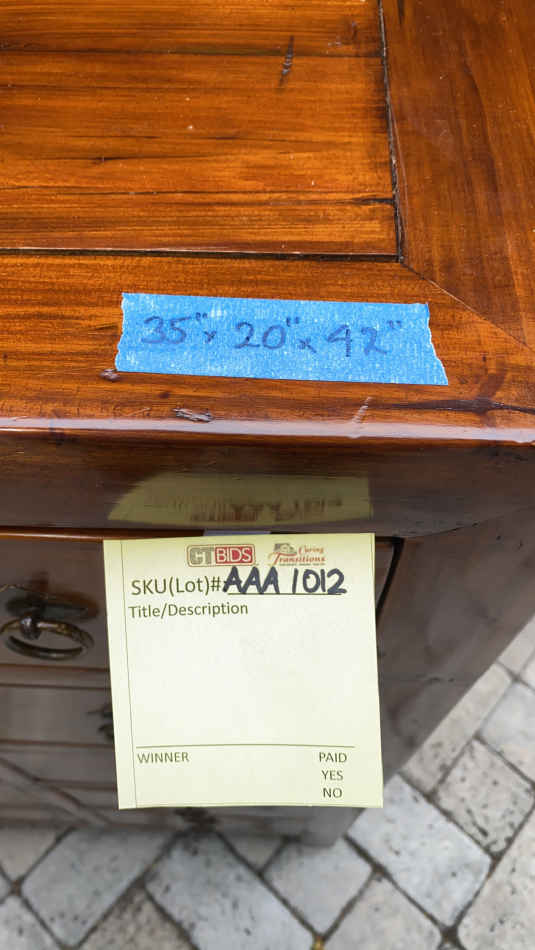 35" x 20" x 42"
CTBIDS Caring Transitions
SKU(Lot)#AAA 1012
Title/Description
WINNER PAID
YES
NO